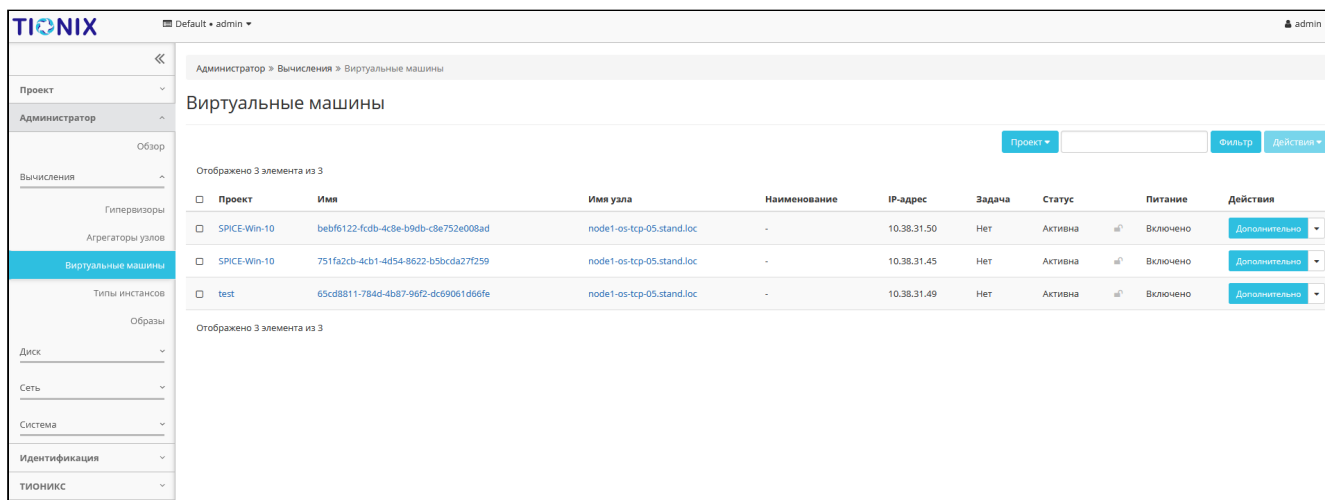 TIONIX
Default • admin
admin
Администратор » Вычисления » Виртуальные машины
Проект
Администратор
Обзор
Вычисления
Гипервизоры
Агрегаторы узлов
Виртуальные машины
Типы инстансов
Образы
Диск
Сеть
Система
Идентификация
ТИОНИКС
Виртуальные машины
Проект Фильтр Действия
Отображено 3 элемента из 3
Проект Имя Имя узла Наименование IP-адрес Задача Статус Питание Действия
SPICE-Win-10 bebf6122-fcdb-4c8e-b9db-c8e752e008ad node1-os-tcp-05.stand.loc - 10.38.31.50 Нет Активна Включено Дополнительно
SPICE-Win-10 751fa2cb-4cb1-4d54-8622-b5bcda27f259 node1-os-tcp-05.stand.loc - 10.38.31.45 Нет Активна Включено Дополнительно
test 65cd8811-784d-4b87-96f2-dc69061d66fe node1-os-tcp-05.stand.loc - 10.38.31.49 Нет Активна Включено Дополнительно
Отображено 3 элемента из 3